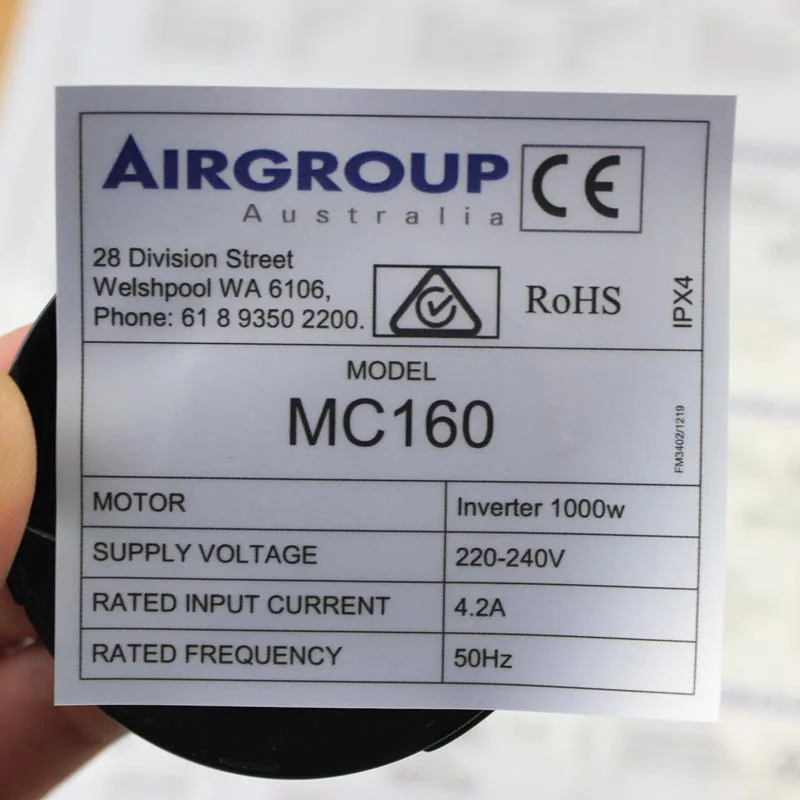 AIRGROUP
Australia
CE
28 Division Street
Welshpool WA 6106,
Phone: 61 8 9350 2200.
RoHS
IPX4
MODEL
MC160
FM3402/1219
MOTOR Inverter 1000w
SUPPLY VOLTAGE 220-240V
RATED INPUT CURRENT 4.2A
RATED FREQUENCY 50Hz